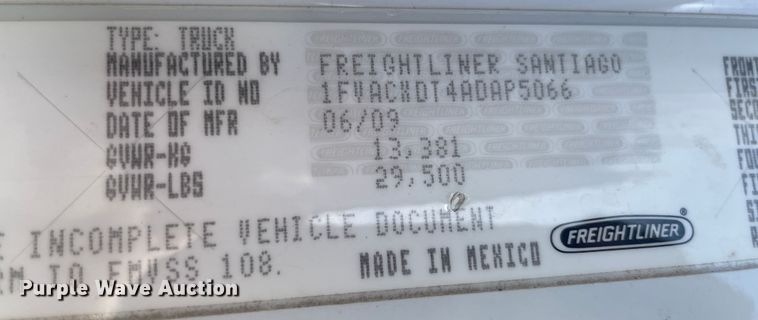 TYPE: TRUCK
MANUFACTURED BY FREIGHTLINER SANTIAGO
VEHICLE ID NO 1FVACXDT4ADAP5066
DATE OF MFR 06/09
GVWR-KG 13,381
GVWR-LBS 29,500
INCOMPLETE VEHICLE DOCUMENT
FMVSS 108. MADE IN MEXICO
FREIGHTLINER ®
Purple Wave Auction